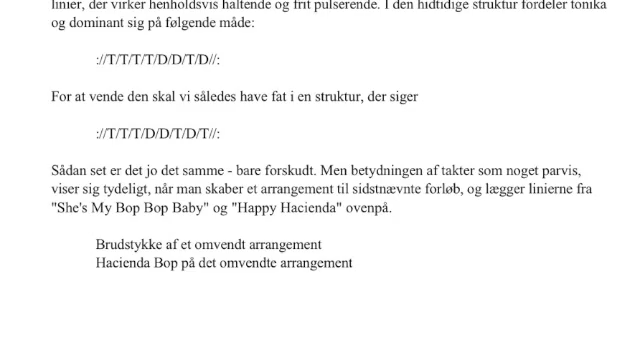 linier, der virker henholdsvis haltende og frit pulserende. I den hidtidige struktur fordeler tonika
og dominant sig på følgende måde:
://T/T/T/T/D/D/T/D//:
For at vende den skal vi således have fat i en struktur, der siger
://T/T/T/D/D/T/D/T//:
Sådan set er det jo det samme - bare forskudt. Men betydningen af takter som noget parvis,
viser sig tydeligt, når man skaber et arrangement til sidstnævnte forløb, og lægger linierne fra
"She's My Bop Bop Baby" og "Happy Hacienda" ovenpå.
Brudstykke af et omvendt arrangement
Hacienda Bop på det omvendte arrangement